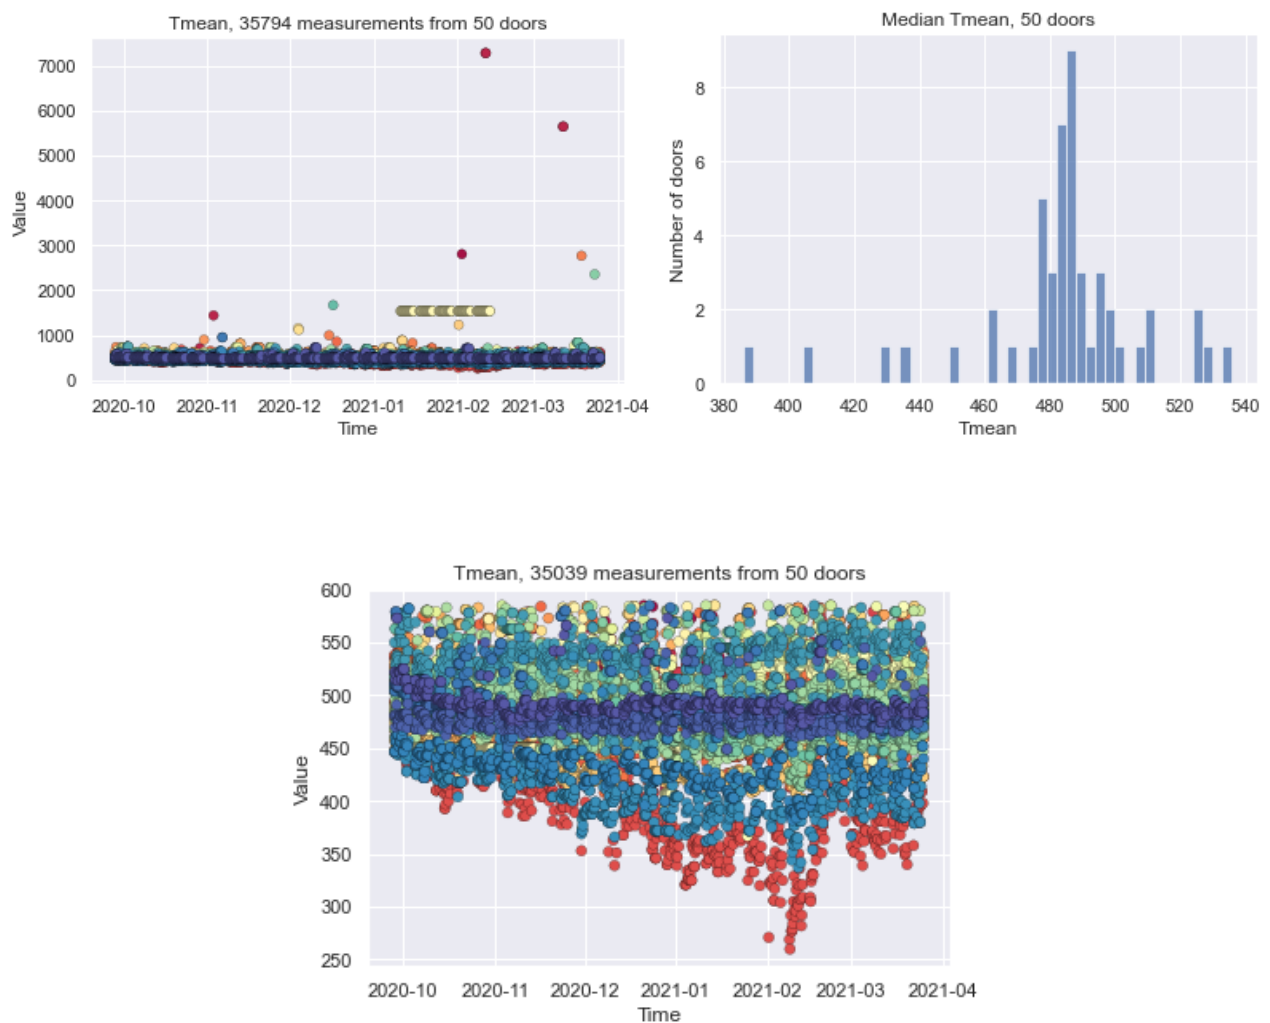 Tmean, 35794 measurements from 50 doors
7000
6000
5000
4000
3000
2000
1000
0
Value
2020-10 2020-11 2020-12 2021-01 2021-02 2021-03 2021-04
Time
Median Tmean, 50 doors
8
6
4
2
0
Number of doors
380 400 420 440 460 480 500 520 540
Tmean
Tmean, 35039 measurements from 50 doors
600
550
500
450
400
350
300
250
Value
2020-10 2020-11 2020-12 2021-01 2021-02 2021-03 2021-04
Time